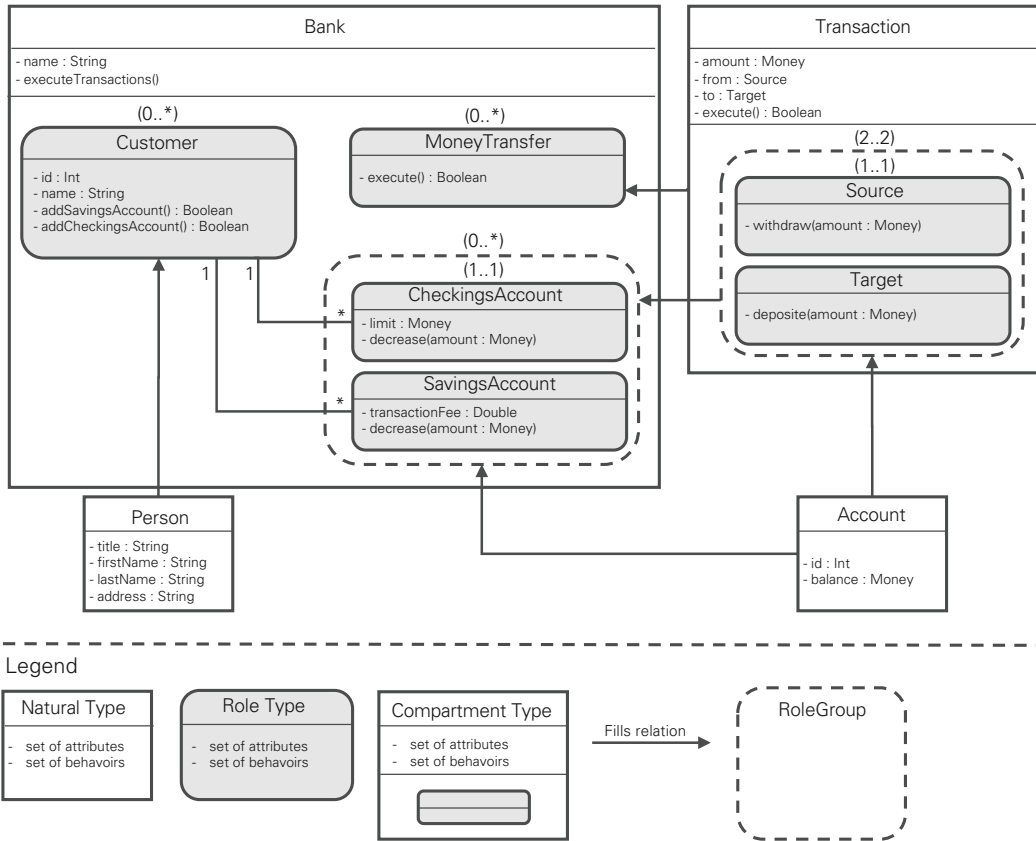 Bank
- name : String
- executeTransactions()
(0..*)
Customer
- id : Int
- name : String
- addSavingsAccount() : Boolean
- addCheckingsAccount() : Boolean
(0..*)
MoneyTransfer
- execute() : Boolean
1
1
(0..*)
(1..1)
CheckingsAccount
- limit : Money
- decrease(amount : Money)
*
SavingsAccount
- transactionFee : Double
- decrease(amount : Money)
*
Transaction
- amount : Money
- from : Source
- to : Target
- execute() : Boolean
(2..2)
(1..1)
Source
- withdraw(amount : Money)
Target
- deposite(amount : Money)
Person
- title : String
- firstName : String
- lastName : String
- address : String
Account
- id : Int
- balance : Money
Legend
Natural Type
- set of attributes
- set of behavoirs
Role Type
- set of attributes
- set of behavoirs
Compartment Type
- set of attributes
- set of behavoirs
Fills relation
RoleGroup